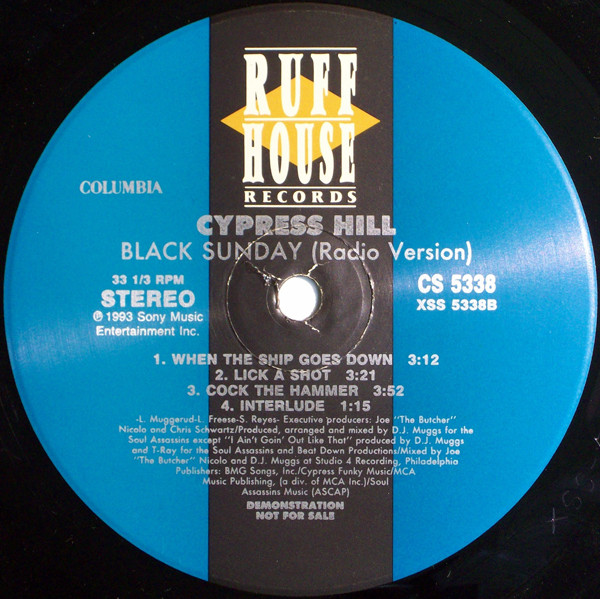 RUFF
HOUSE
RECORDS
COLUMBIA
CYPRESS HILL
BLACK SUNDAY (Radio Version)
33 1/3 RPM
STEREO
℗ 1993 Sony Music
Entertainment Inc.
CS 5338
XSS 5338B
1. WHEN THE SHIP GOES DOWN 3:12
2. LICK A SHOT 3:21
3. COCK THE HAMMER 3:52
4. INTERLUDE 1:15
-L. Muggerud-L. Freese-S. Reyes- Executive producers: Joe "The Butcher"
Nicolo and Chris Schwartz/Produced, arranged and mixed by D.J. Muggs for the
Soul Assassins except "I Ain't Goin' Out Like That" produced by D.J. Muggs
and T-Ray for the Soul Assassins and Beat Down Productions/Mixed by Joe
"The Butcher" Nicolo and D.J. Muggs at Studio 4 Recording, Philadelphia
Publishers: BMG Songs, Inc./Cypress Funky Music/MCA
Music Publishing, (a div. of MCA Inc.)/Soul
Assassins Music (ASCAP)
DEMONSTRATION
NOT FOR SALE